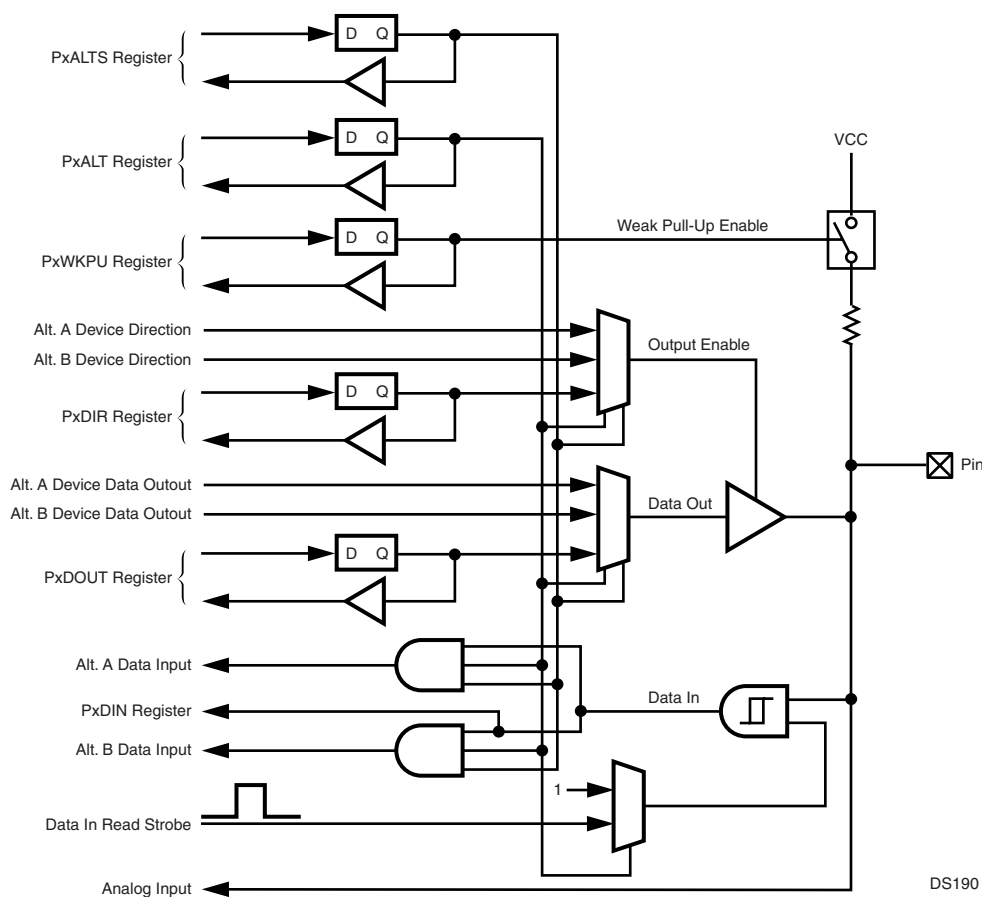 PxALTS Register
D Q
PxALT Register
D Q
VCC
PxWKPU Register
D Q
Weak Pull-Up Enable
Alt. A Device Direction
Alt. B Device Direction
Output Enable
PxDIR Register
D Q
Pin
Alt. A Device Data Outout
Alt. B Device Data Outout
Data Out
PxDOUT Register
D Q
Alt. A Data Input
PxDIN Register
Data In
Alt. B Data Input
1
Data In Read Strobe
Analog Input
DS190